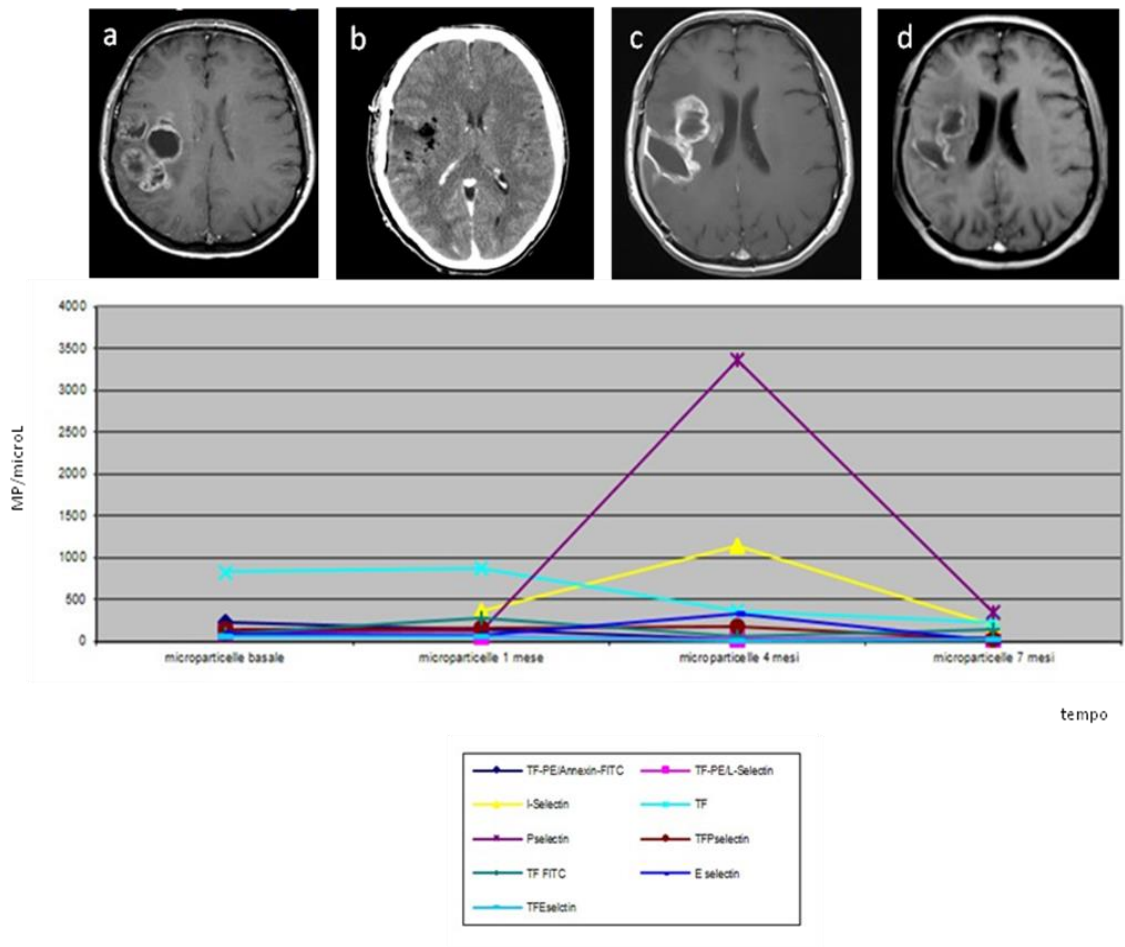 a
b
c
d
4000
3500
3000
2500
2000
1500
1000
500
0
MP/microL
microparticelle basale
microparticelle 1 mese
microparticelle 4 mesi
microparticelle 7 mesi
tempo
TF-PE/Annexin-FITC
TF-PE/L-Selectin
l-Selectin
TF
Pselectin
TFPselectin
TF FITC
E selectin
TFEselctin